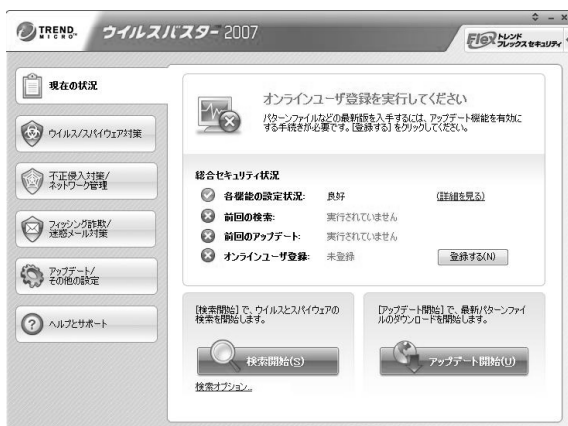 TREND MICRO
ウイルスバスター 2007
Flex トレンド フレックス セキュリティ
現在の状況
ウイルス/スパイウェア対策
不正侵入対策/
ネットワーク管理
フィッシング詐欺/
迷惑メール対策
アップデート/
その他の設定
ヘルプとサポート
オンラインユーザ登録を実行してください
パターンファイルなどの最新版を入手するには、アップデート機能を有効に
する手続きが必要です。[登録する]をクリックしてください。
総合セキュリティ状況
各機能の設定状況: 良好 (詳細を見る)
前回の検索: 実行されていません
前回のアップデート: 実行されていません
オンラインユーザ登録: 未登録 登録する(N)
[検索開始]で、ウイルスとスパイウェアの
検索を開始します。
検索開始(S)
検索オプション...
[アップデート開始]で、最新パターンファイ
ルのダウンロードを開始します。
アップデート開始(U)